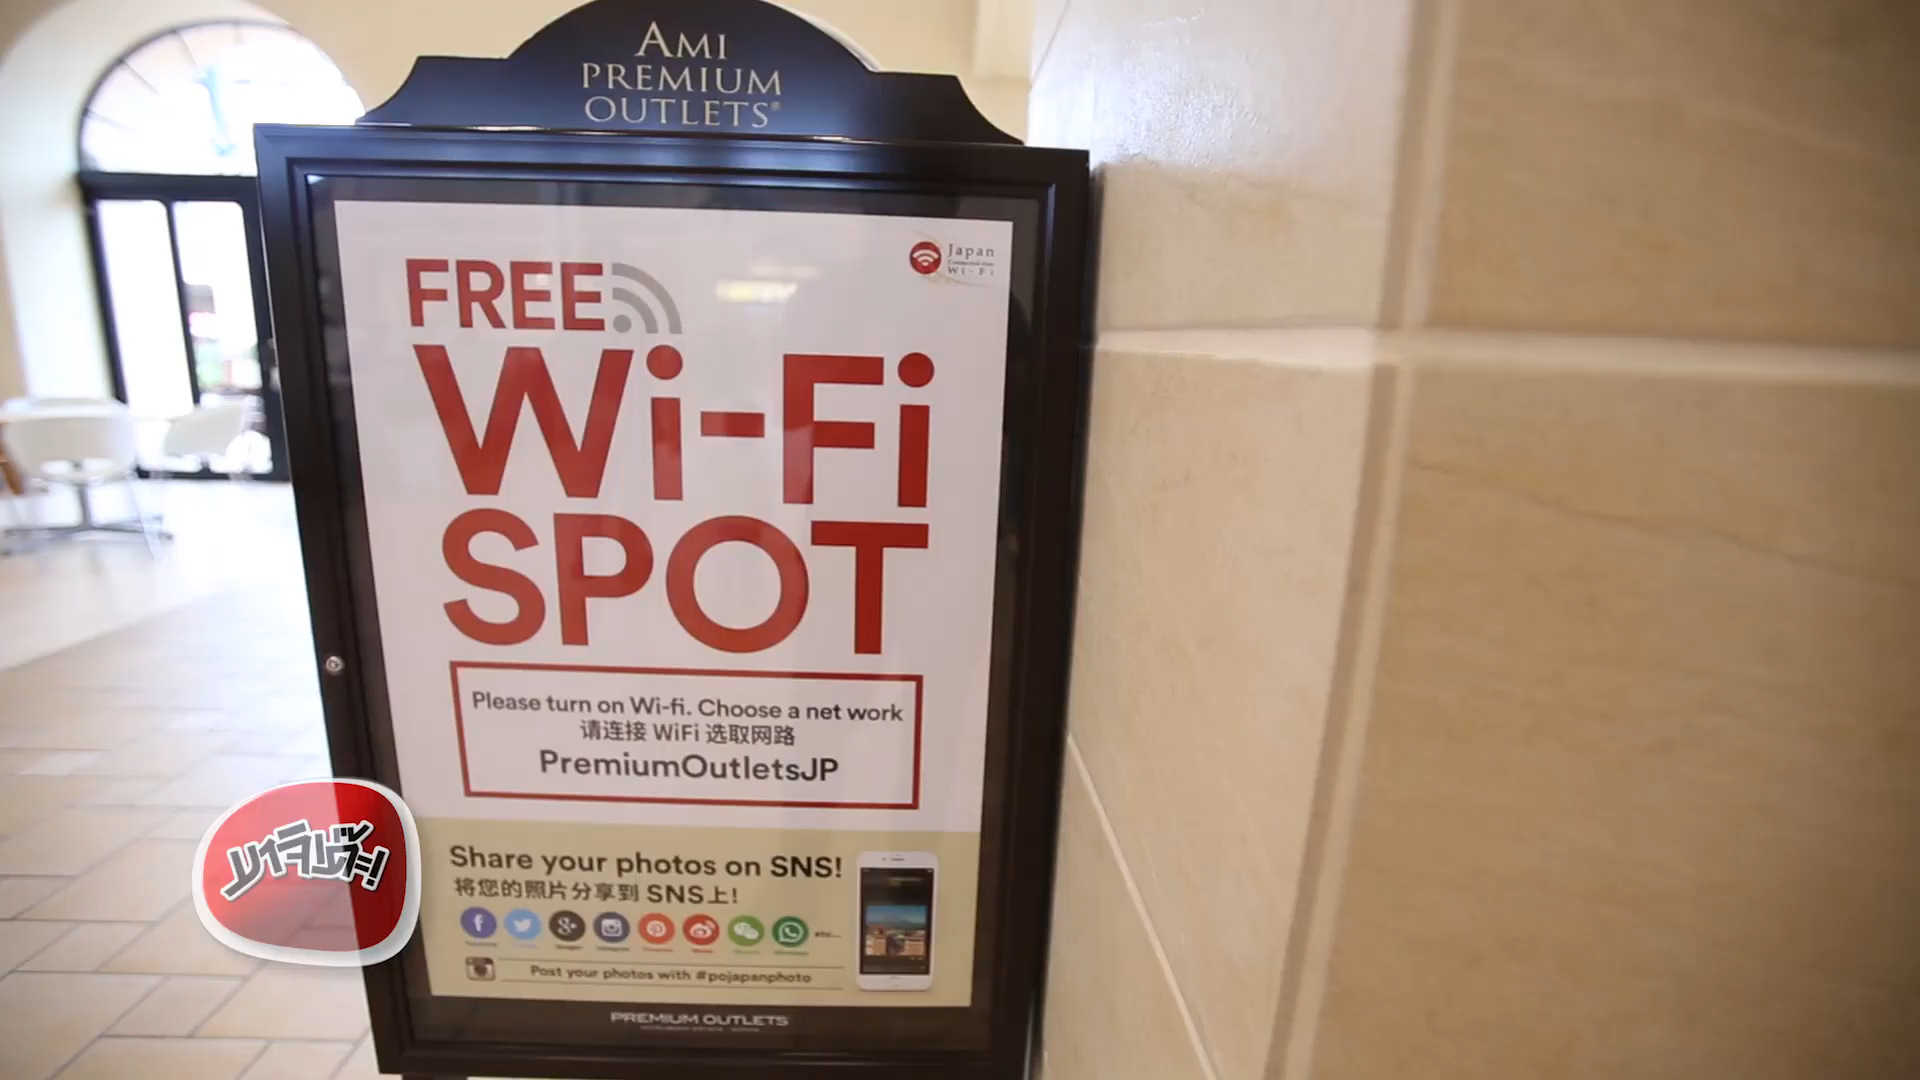 AMI
PREMIUM
OUTLETS®
Japan
Wi-Fi
FREE
Wi-Fi
SPOT
Please turn on Wi-fi. Choose a net work
请连接 WiFi 选取网路
PremiumOutletsJP
Share your photos on SNS!
将您的照片分享到 SNS上!
etc...
Post your photos with #pojapanphoto
PREMIUM OUTLETS